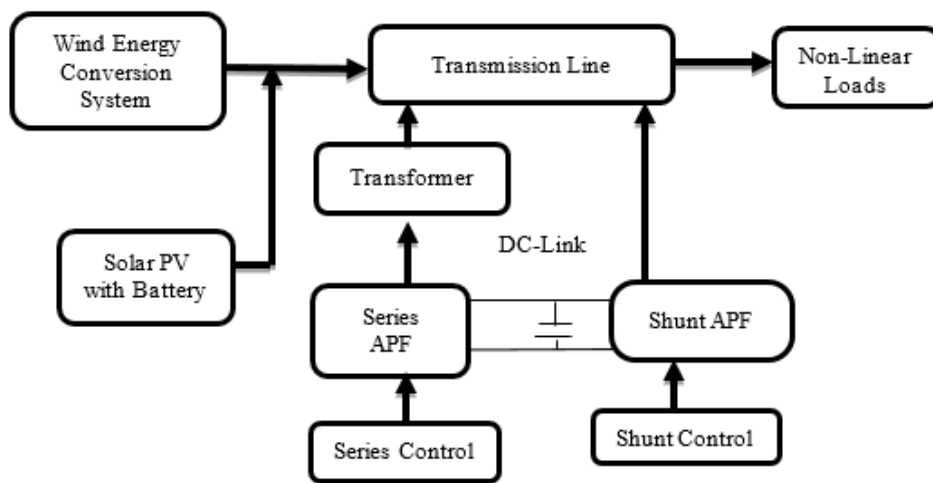 Wind Energy
Conversion
System
Transmission Line
Non-Linear
Loads
Transformer
Solar PV
with Battery
DC-Link
Series
APF
Shunt APF
Series Control
Shunt Control